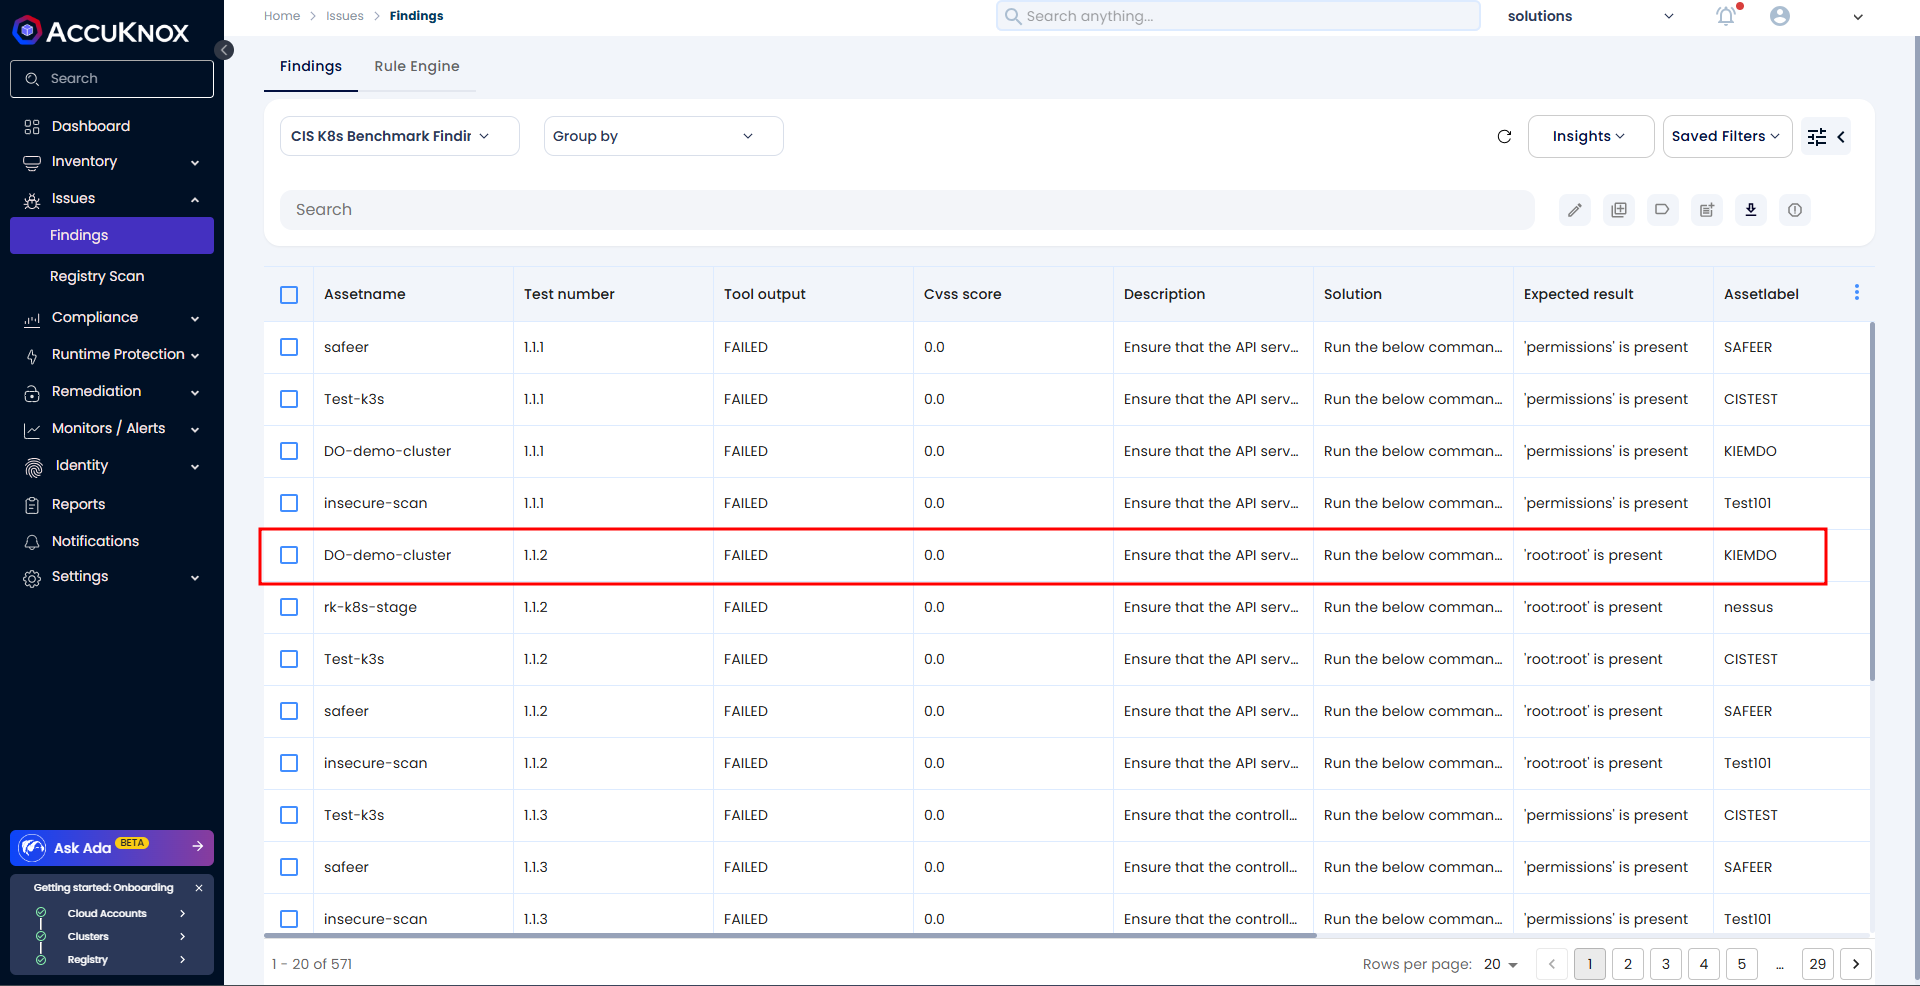 ACCUKNOX
Search
Dashboard
Inventory
Issues
Findings
Registry Scan
Compliance
Runtime Protection
Remediation
Monitors / Alerts
Identity
Reports
Notifications
Settings
Ask Ada BETA
Getting started: Onboarding
Cloud Accounts
Clusters
Registry
Home > Issues > Findings
Search anything...
solutions
Findings Rule Engine
CIS K8s Benchmark Findir Group by Insights Saved Filters
Search
Assetname Test number Tool output Cvss score Description Solution Expected result Assetlabel
safeer 1.1.1 FAILED 0.0 Ensure that the API serv... Run the below comman... 'permissions' is present SAFEER
Test-k3s 1.1.1 FAILED 0.0 Ensure that the API serv... Run the below comman... 'permissions' is present CISTEST
DO-demo-cluster 1.1.1 FAILED 0.0 Ensure that the API serv... Run the below comman... 'permissions' is present KIEMDO
insecure-scan 1.1.1 FAILED 0.0 Ensure that the API serv... Run the below comman... 'permissions' is present Test101
DO-demo-cluster 1.1.2 FAILED 0.0 Ensure that the API serv... Run the below comman... 'root:root' is present KIEMDO
rk-k8s-stage 1.1.2 FAILED 0.0 Ensure that the API serv... Run the below comman... 'root:root' is present nessus
Test-k3s 1.1.2 FAILED 0.0 Ensure that the API serv... Run the below comman... 'root:root' is present CISTEST
safeer 1.1.2 FAILED 0.0 Ensure that the API serv... Run the below comman... 'root:root' is present SAFEER
insecure-scan 1.1.2 FAILED 0.0 Ensure that the API serv... Run the below comman... 'root:root' is present Test101
Test-k3s 1.1.3 FAILED 0.0 Ensure that the controll... Run the below comman... 'permissions' is present CISTEST
safeer 1.1.3 FAILED 0.0 Ensure that the controll... Run the below comman... 'permissions' is present SAFEER
insecure-scan 1.1.3 FAILED 0.0 Ensure that the controll... Run the below comman... 'permissions' is present Test101
1 - 20 of 571 Rows per page: 20 < 1 2 3 4 5 ... 29 >